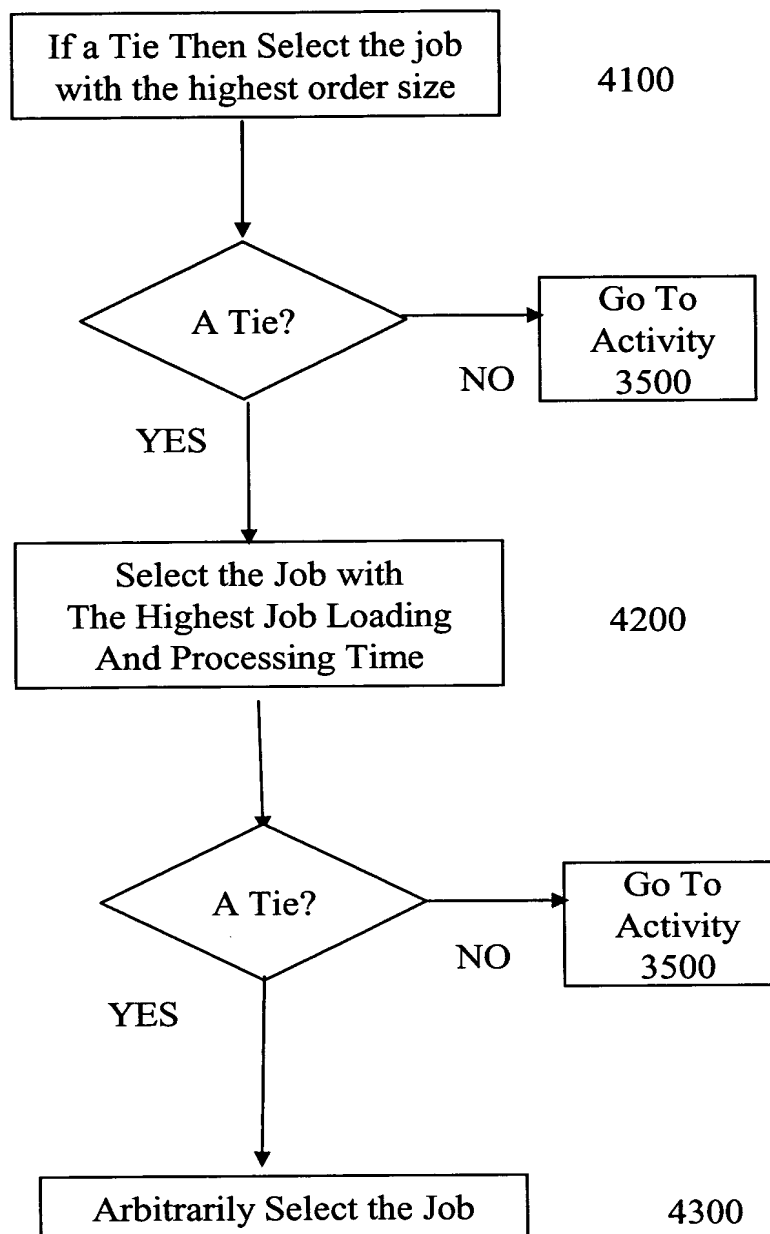 If a Tie Then Select the job
with the highest order size
4100
A Tie?
Go To
Activity
3500
NO
YES
Select the Job with
The Highest Job Loading
And Processing Time
4200
A Tie?
Go To
Activity
3500
NO
YES
Arbitrarily Select the Job
4300